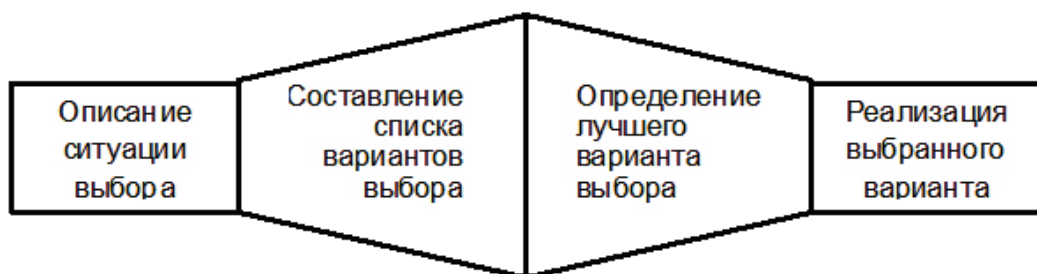 Описание
ситуации
выбора
Составление
списка
вариантов
выбора
Определение
лучшего
варианта
выбора
Реализация
выбранного
варианта